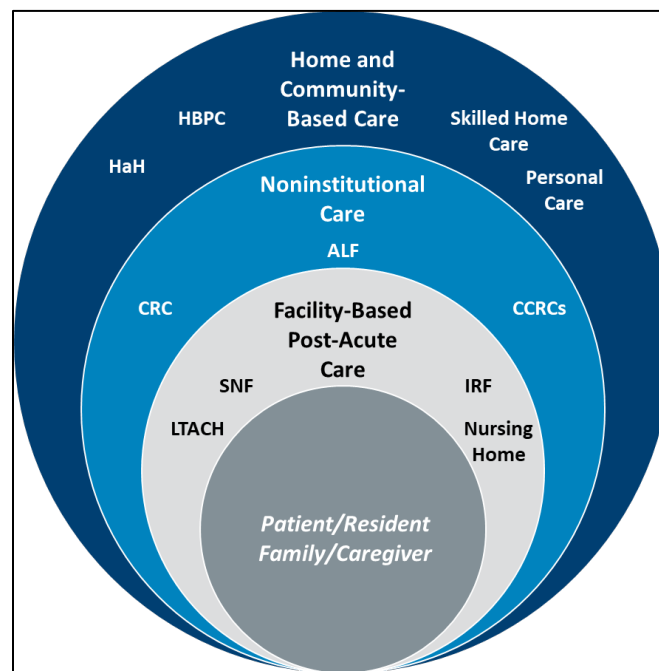 Home and
Community-
Based Care
HBPC
Skilled Home
Care
HaH
Personal
Care
Noninstitutional
Care
ALF
CRC
CCRCs
Facility-Based
Post-Acute
Care
SNF
IRF
LTACH
Nursing
Home
Patient/Resident
Family/Caregiver